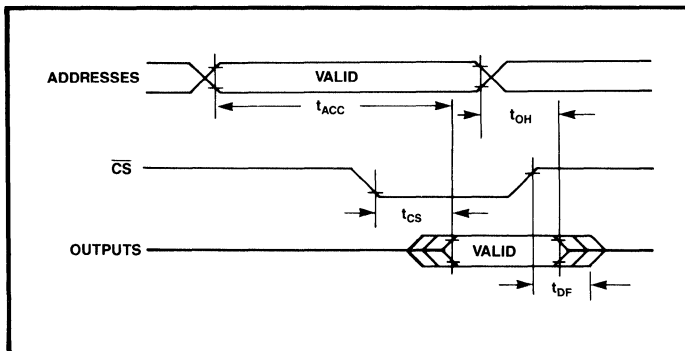 ADDRESSES
VALID
tACC
tOH
CS
tCS
OUTPUTS
VALID
tDF